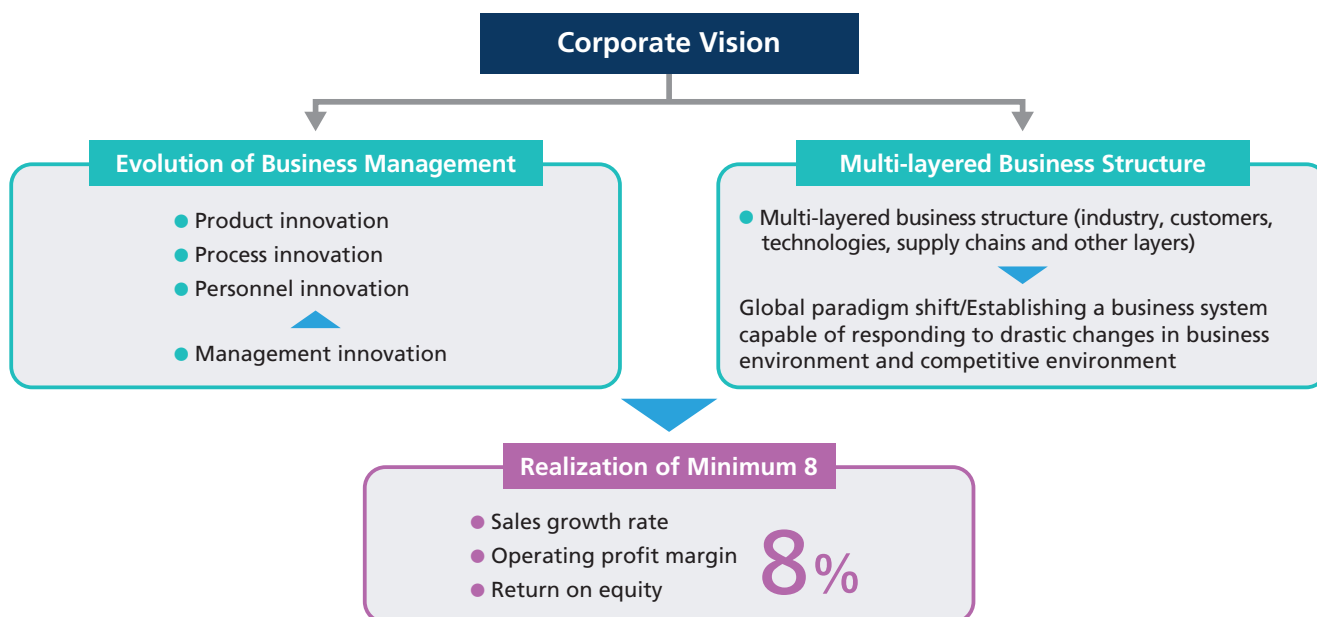 Corporate Vision
Evolution of Business Management
Product innovation
Process innovation
Personnel innovation
Management innovation
Multi-layered Business Structure
Multi-layered business structure (industry, customers,
technologies, supply chains and other layers)
Global paradigm shift/Establishing a business system
capable of responding to drastic changes in business
environment and competitive environment
Realization of Minimum 8
Sales growth rate
Operating profit margin
Return on equity
8%